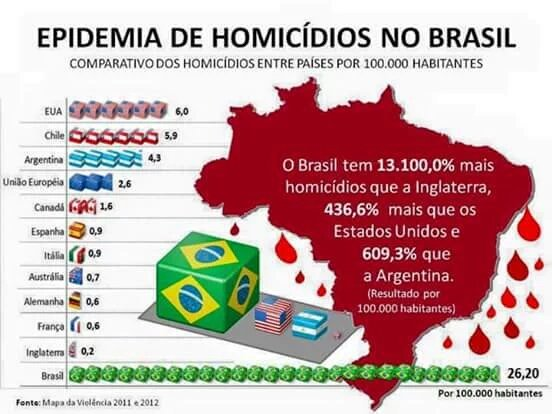 EPIDEMIA DE HOMICÍDIOS NO BRASIL
COMPARATIVO DOS HOMICÍDIOS ENTRE PAÍSES POR 100.000 HABITANTES
EUA 6,0
Chile 5,9
Argentina 4,3
União Européia 2,6
Canadá 1,6
Espanha 0,9
Itália 0,9
Austrália 0,7
Alemanha 0,6
França 0,6
Inglaterra 0,2
Brasil 26,20
O Brasil tem 13.100,0% mais
homicídios que a Inglaterra,
436,6% mais que os
Estados Unidos e
609,3% que
a Argentina.
(Resultado por
100.000 habitantes)
Por 100.000 habitantes
Fonte: Mapa da Violência 2011 e 2012